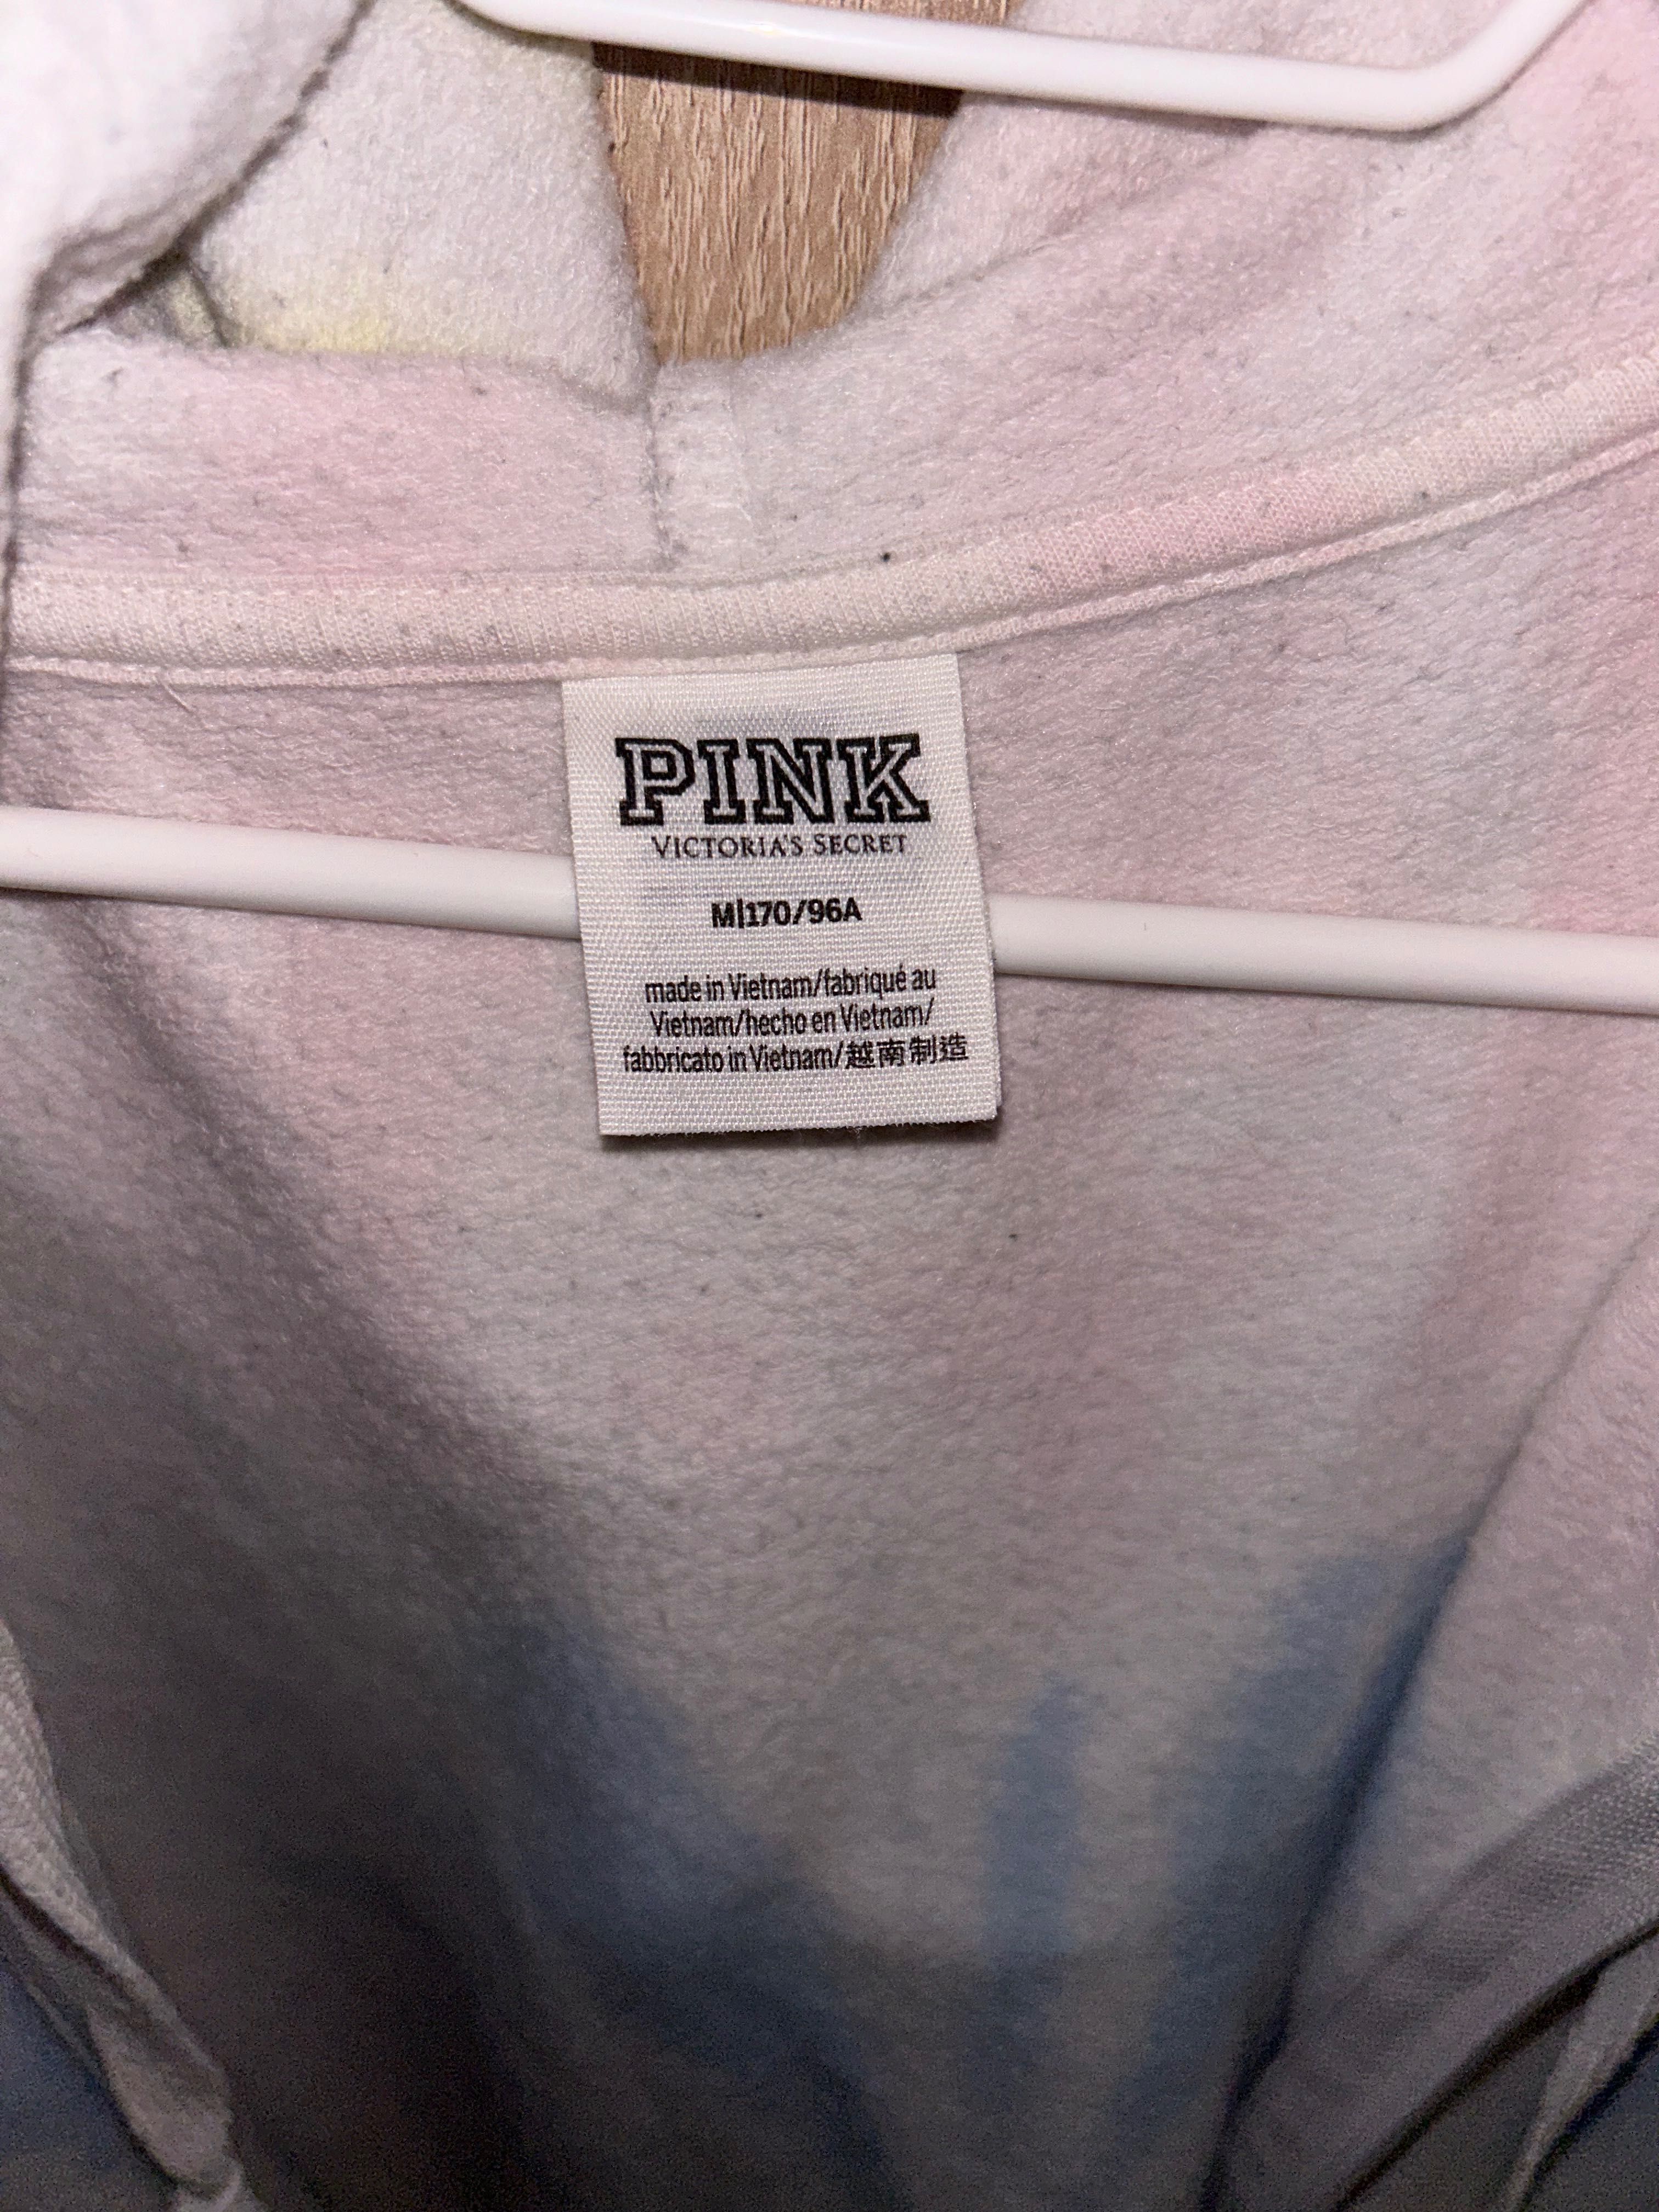 PINK
VICTORIA'S SECRET
M|170/96A
made in Vietnam/fabriqué au
Vietnam/hecho en Vietnam/
fabbricato in Vietnam/越南制造